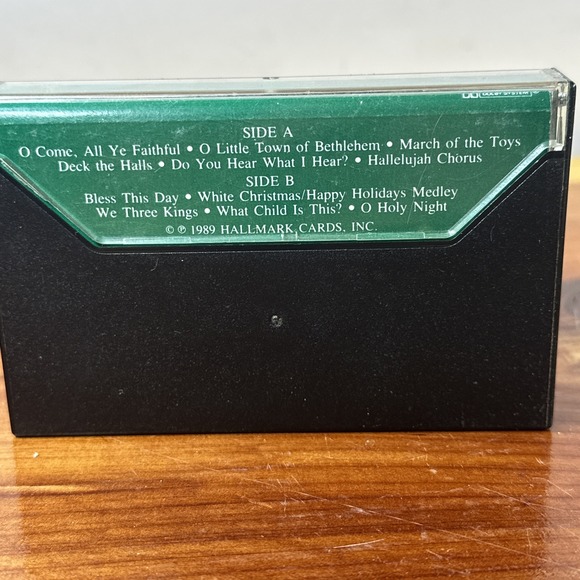 DOLBY SYSTEM
SIDE A
O Come, All Ye Faithful • O Little Town of Bethlehem • March of the Toys
Deck the Halls • Do You Hear What I Hear? • Hallelujah Chorus
SIDE B
Bless This Day • White Christmas/Happy Holidays Medley
We Three Kings • What Child Is This? • O Holy Night
© ℗ 1989 HALLMARK CARDS, INC.